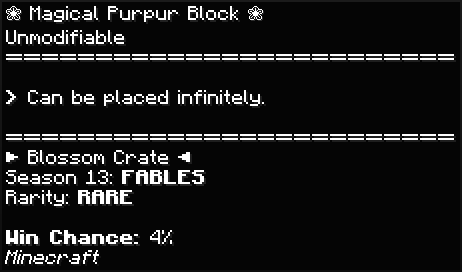 ❀ Magical Purpur Block ❀
Unmodifiable
=========================
> Can be placed infinitely.
=========================
► Blossom Crate ◄
Season 13: FABLES
Rarity: RARE
Win Chance: 4%
Minecraft